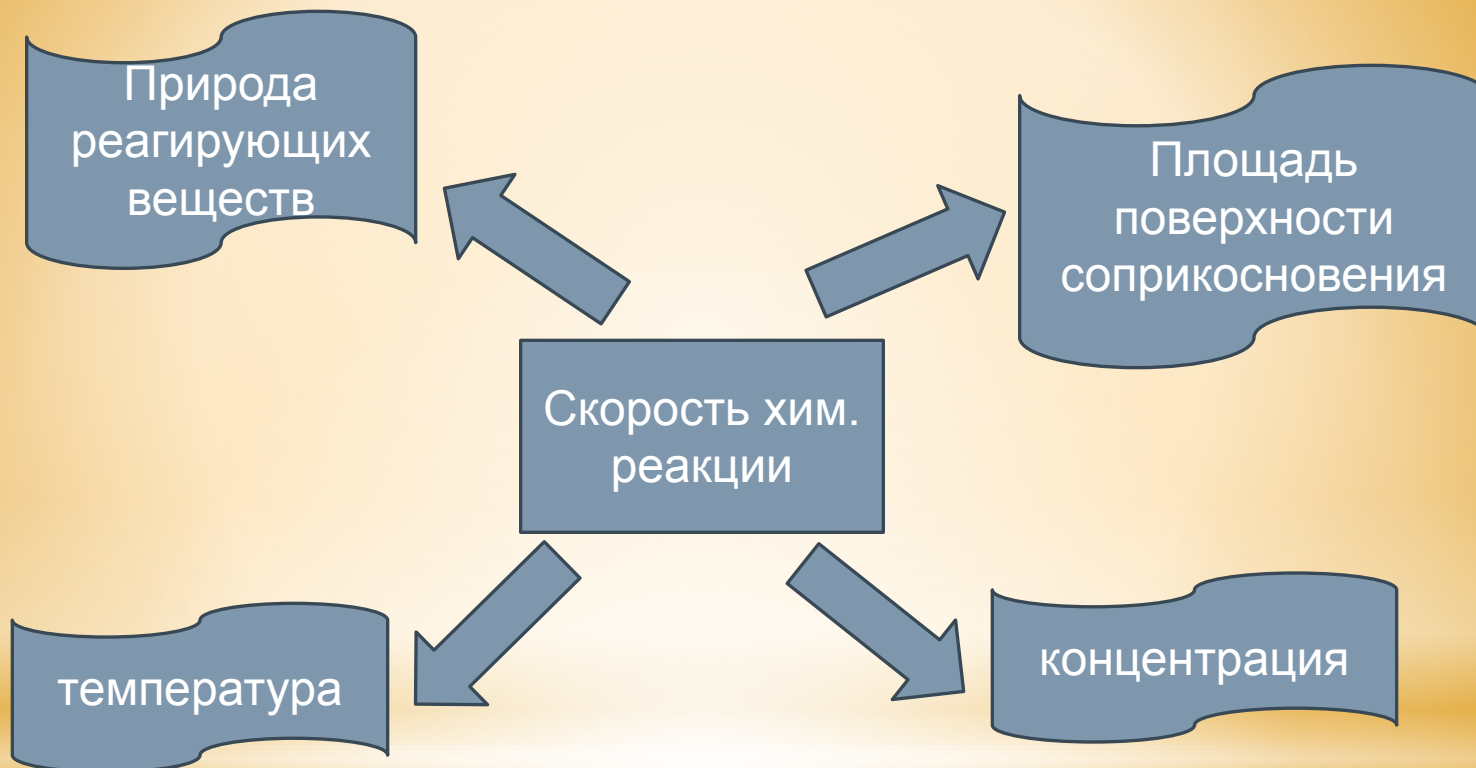 Природа
реагирующих
веществ
Площадь
поверхности
соприкосновения
Скорость хим.
реакции
температура
концентрация